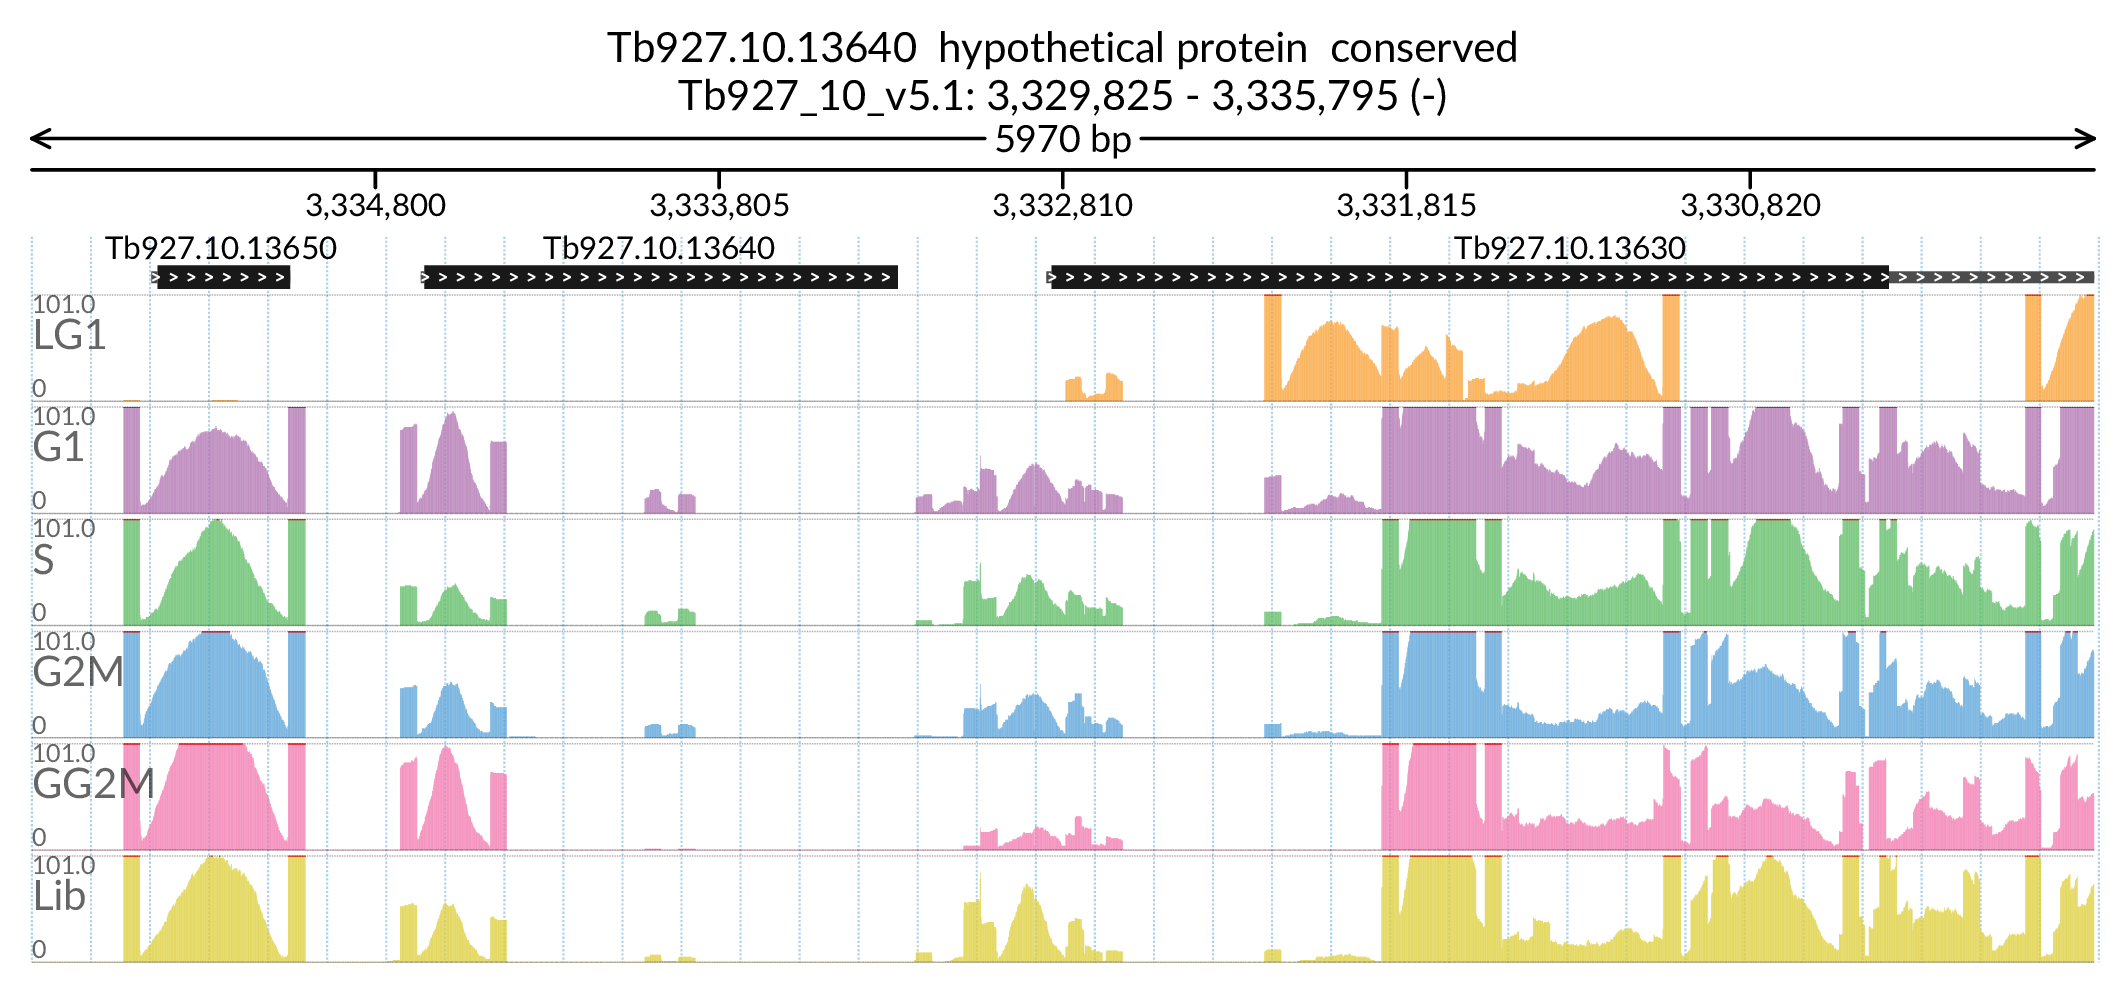 Tb927.10.13640 hypothetical protein conserved
Tb927_10_v5.1: 3,329,825 - 3,335,795 (-)
5970 bp
3,334,800 3,333,805 3,332,810 3,331,815 3,330,820
Tb927.10.13650 Tb927.10.13640 Tb927.10.13630
101.0
LG1
0
101.0
G1
0
101.0
S
0
101.0
G2M
0
101.0
GG2M
0
101.0
Lib
0